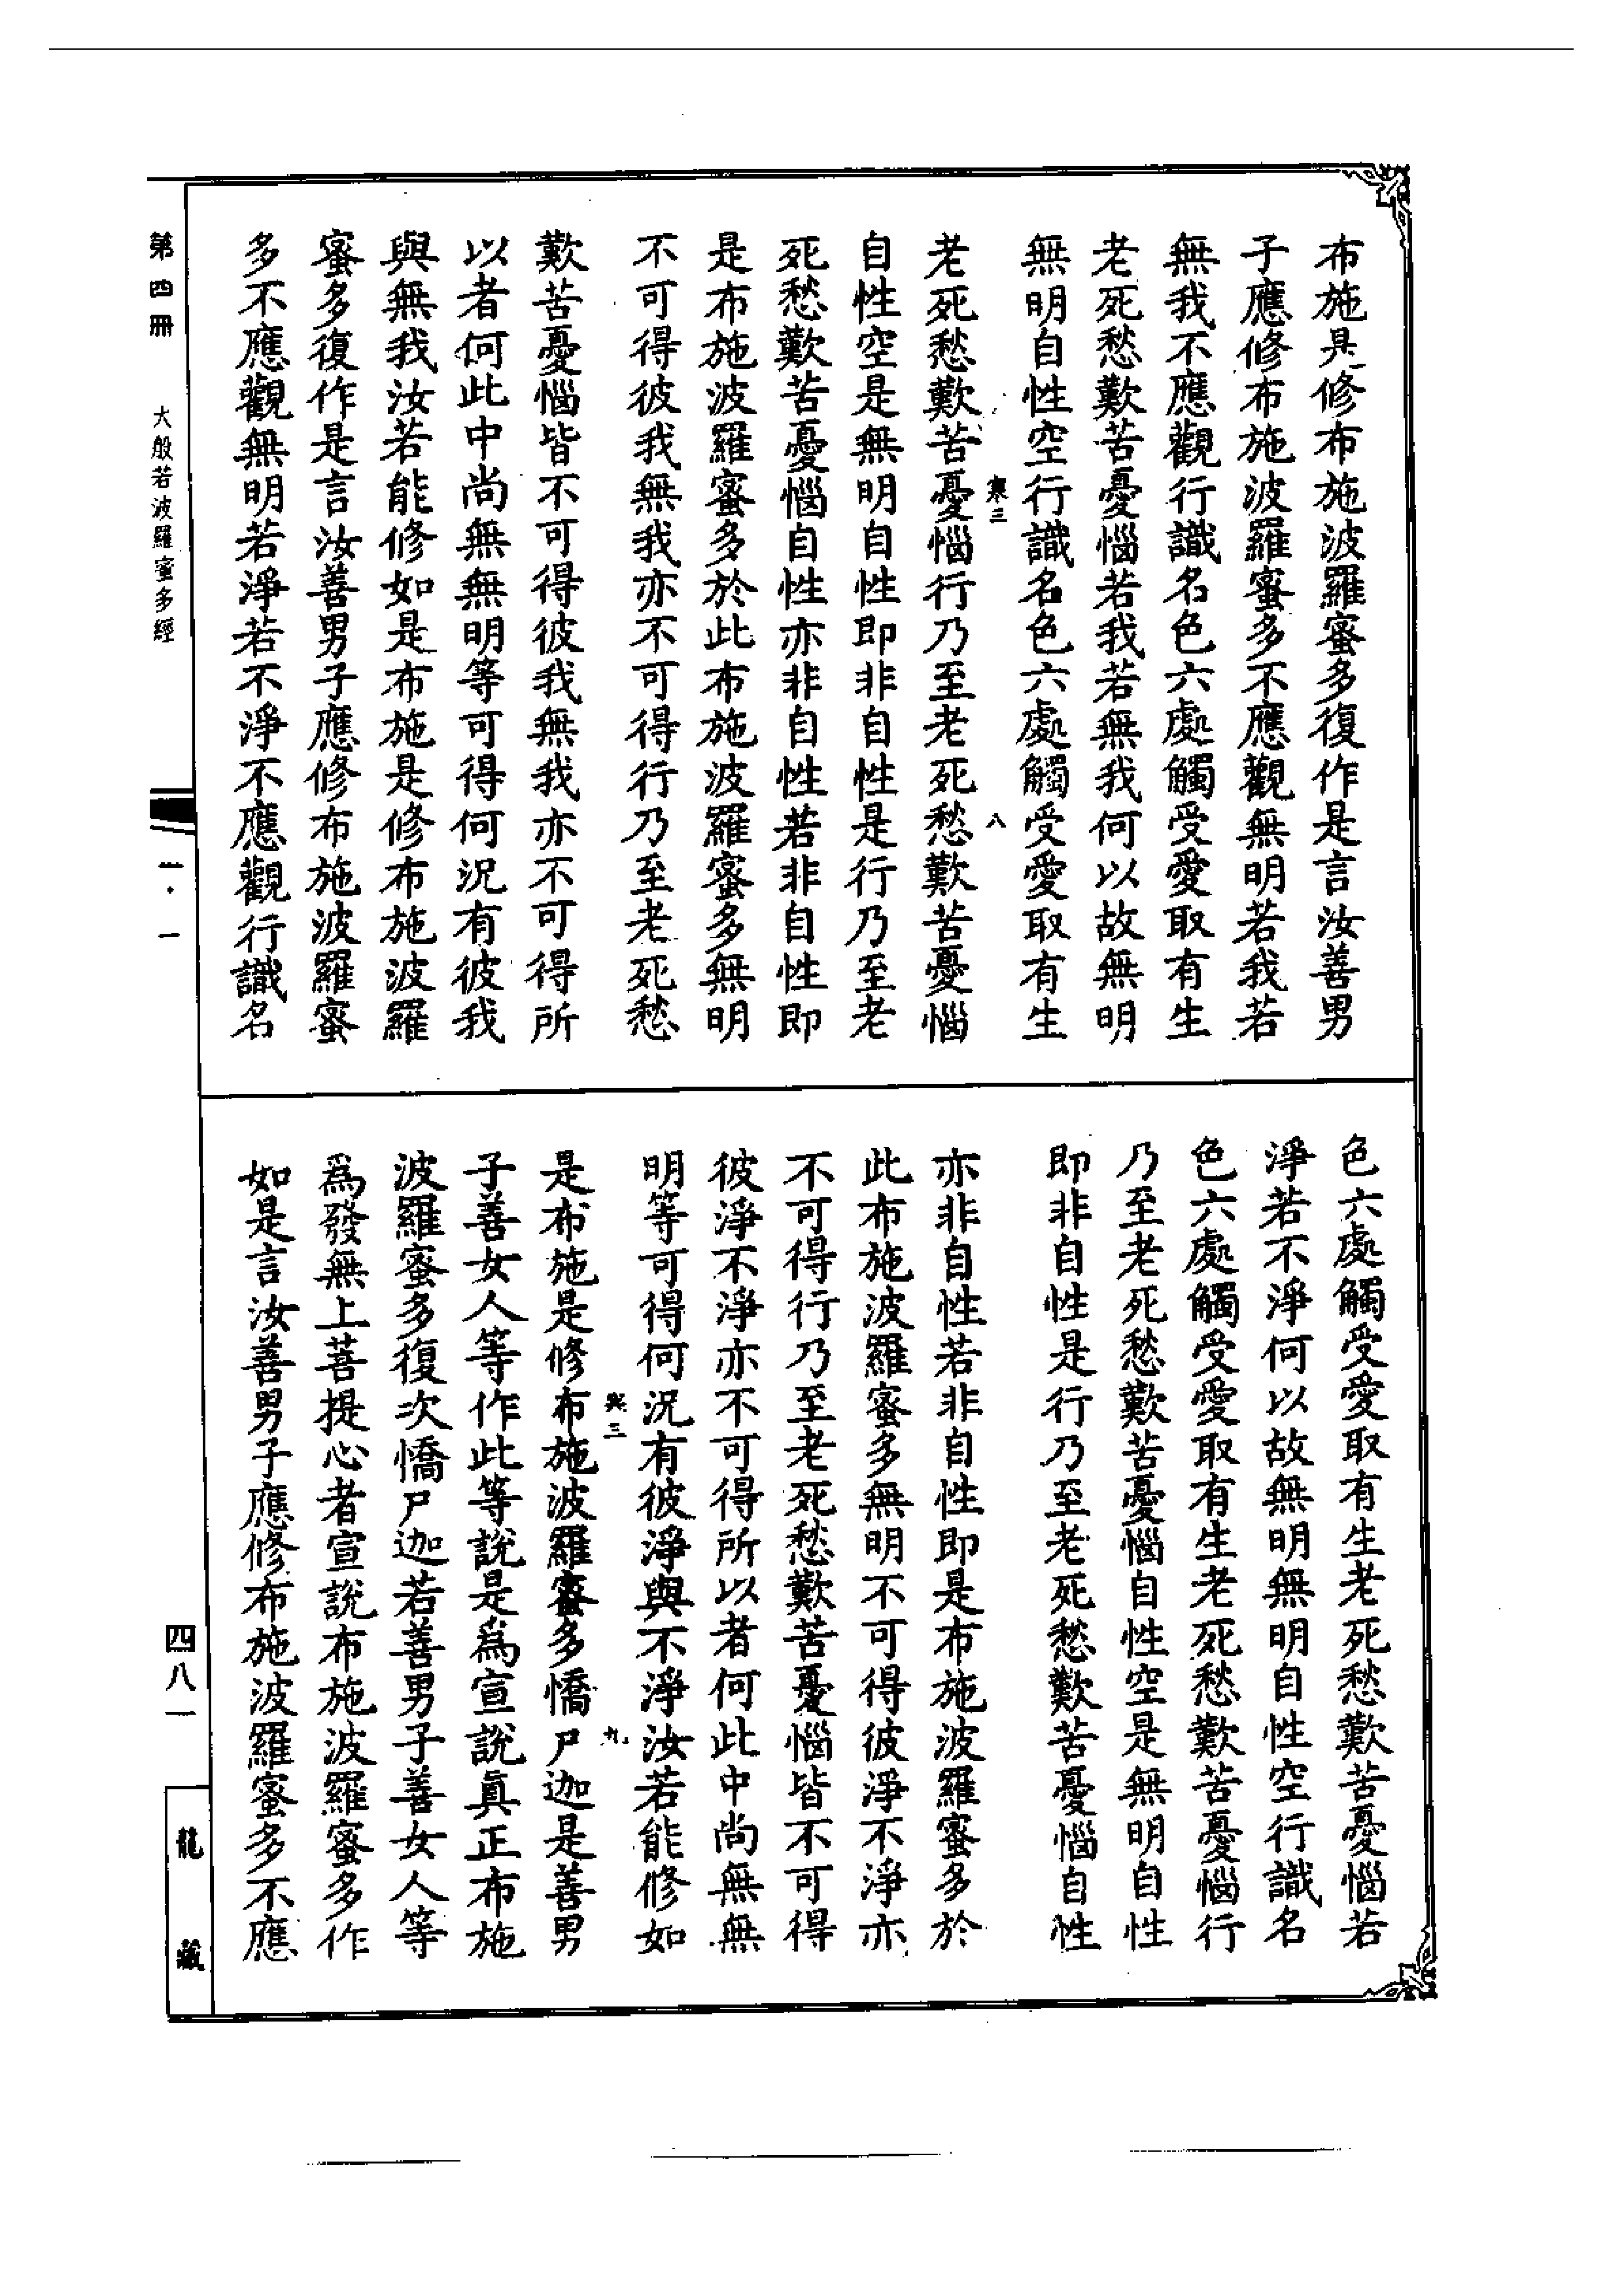 布施是修布施波羅蜜多復作是言汝善男
子應修布施波羅蜜多不應觀無明若我若
無我不應觀行識名色六處觸受愛取有生
老死愁歎苦憂惱若我若無我何以故無明
無明自性空行識名色六處觸受愛取有生
寒三
八
老死愁歎苦憂惱行乃至老死愁歎苦憂惱
自性空是無明自性即非自性是行乃至老
死愁歎苦憂惱自性亦非自性若非自性即
是布施波羅蜜多於此布施波羅蜜多無明
不可得彼我無我亦不可得行乃至老死愁
歎苦憂惱皆不可得彼我無我亦不可得所
以者何此中尚無無明等可得何況有彼我
與無我汝若能修如是布施是修布施波羅
蜜多復作是言汝善男子應修布施波羅蜜
多不應觀無明若淨若不淨不應觀行識名
色六處觸受愛取有生老死愁歎苦憂惱若
淨若不淨何以故無明無明自性空行識名
色六處觸受愛取有生老死愁歎苦憂惱行
乃至老死愁歎苦憂惱自性空是無明自性
即非自性是行乃至老死愁歎苦憂惱自性
亦非自性若非自性即是布施波羅蜜多於
此布施波羅蜜多無明不可得彼淨不淨亦
不可得行乃至老死愁歎苦憂惱皆不可得
彼淨不淨亦不可得所以者何此中尚無無
明等可得何況有彼淨與不淨汝若能修如
三
九
是布施是修布施波羅蜜多憍尸迦是善男
子善女人等作此等說是為宣說真正布施
波羅蜜多復次憍尸迦若善男子善女人等
為發無上菩提心者宣說布施波羅蜜多作
如是言汝善男子應修布施波羅蜜多不應
第四冊 大般若波羅蜜多經
四八一
龍藏